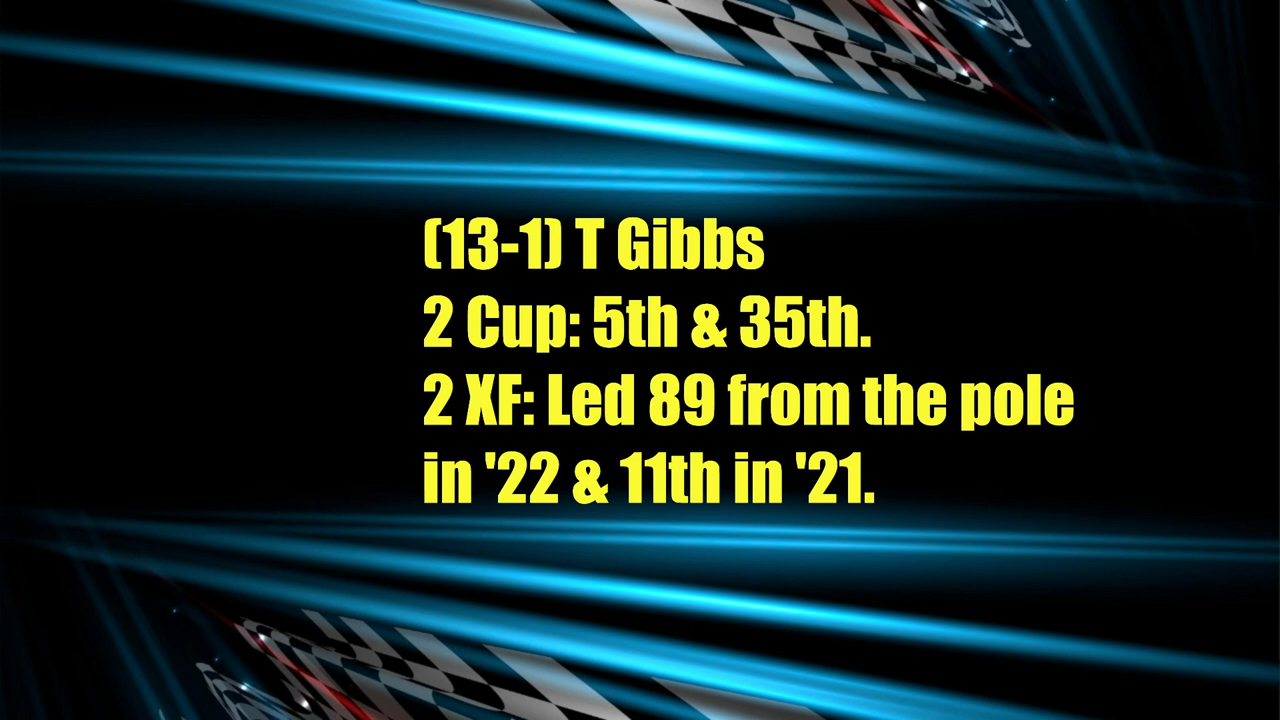 (13-1) T Gibbs
2 Cup: 5th & 35th.
2 XF: Led 89 from the pole
in '22 & 11th in '21.